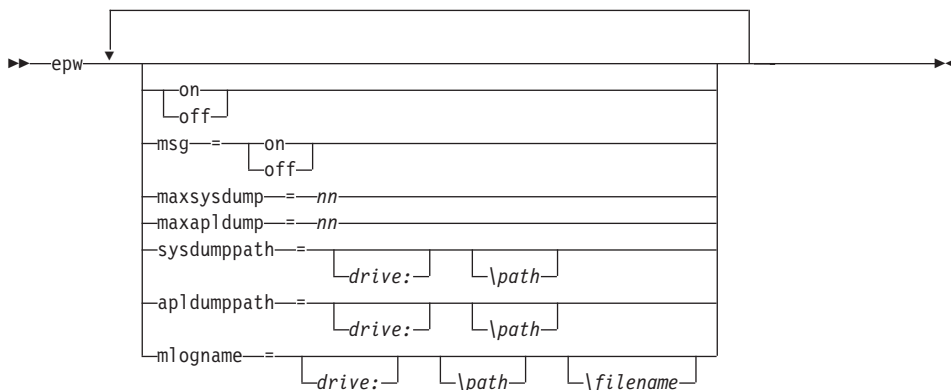 epw
on
off
msg = on
off
maxsysdump = nn
maxapldump = nn
sysdumppath =
drive: \path
apldumppath =
drive: \path
mlogname =
drive: \path \filename